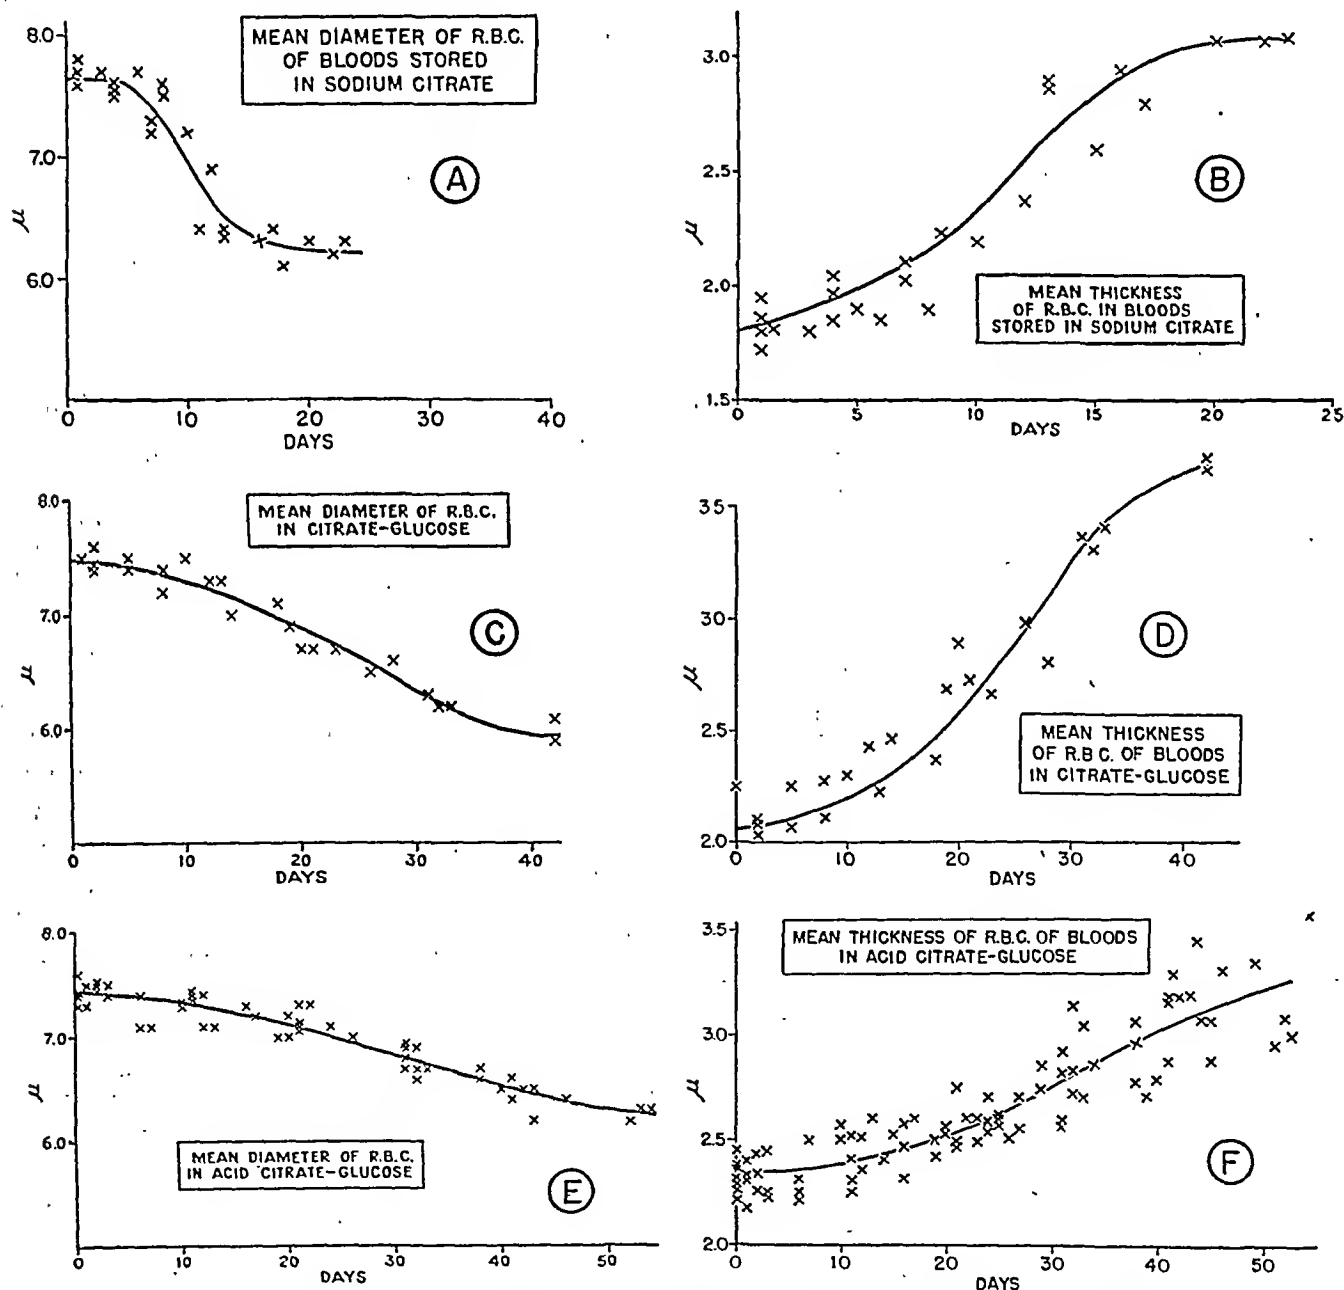 MEAN DIAMETER OF R.B.C.
OF BLOODS STORED
IN SODIUM CITRATE
A
8.0
7.0
6.0
μ
0 10 20 30 40
DAYS
B
MEAN THICKNESS
OF R.B.C. IN BLOODS
STORED IN SODIUM CITRATE
3.0
2.5
2.0
1.5
μ
0 5 10 15 20 25
DAYS
MEAN DIAMETER OF R.B.C.
IN CITRATE-GLUCOSE
C
8.0
7.0
6.0
μ
0 10 20 30 40
DAYS
D
MEAN THICKNESS
OF R.B.C. OF BLOODS
IN CITRATE-GLUCOSE
3.5
30
2.5
2.0
μ
0 10 20 30 40
DAYS
8.0
7.0
6.0
μ
MEAN DIAMETER OF R.B.C.
IN ACID CITRATE-GLUCOSE
E
0 10 20 30 40 50
DAYS
MEAN THICKNESS OF R.B.C. OF BLOODS
IN ACID CITRATE-GLUCOSE
3.5
3.0
2.5
2.0
μ
F
0 10 20 30 40 50
DAYS